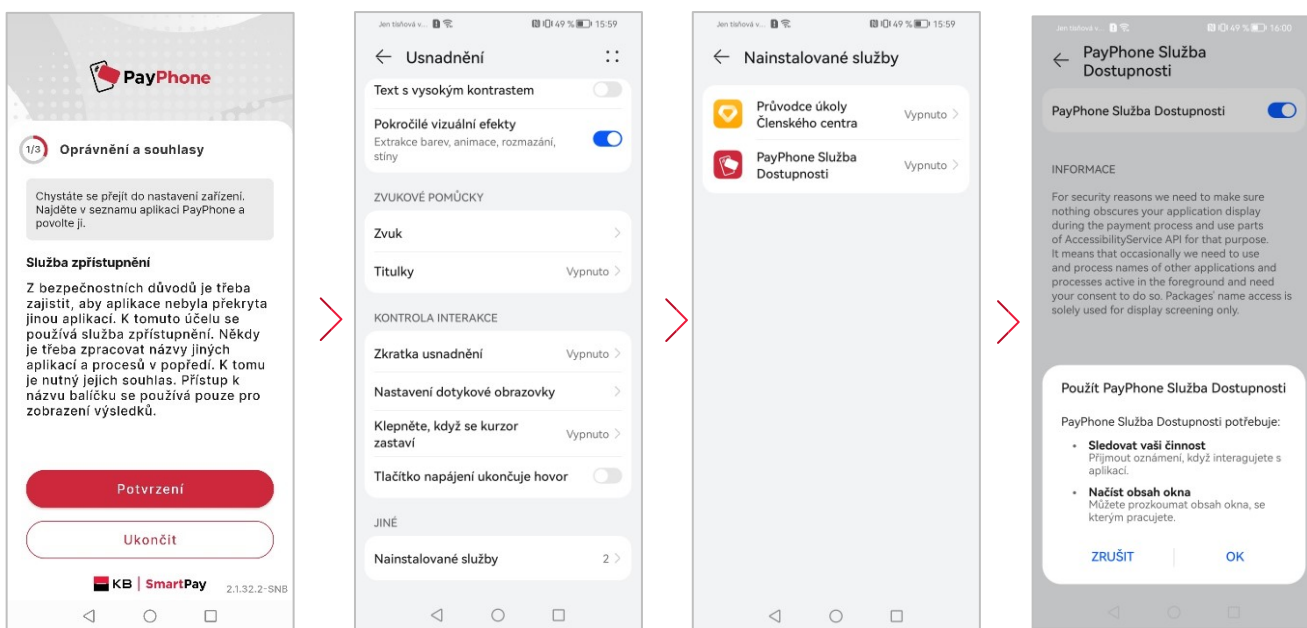 PayPhone
1/3 Oprávnění a souhlasy
Chystáte se přejít do nastavení zařízení.
Najděte v seznamu aplikaci PayPhone a
povolte ji.
Služba zpřístupnění
Z bezpečnostních důvodů je třeba
zajistit, aby aplikace nebyla překryta
jinou aplikací. K tomuto účelu se
používá služba zpřístupnění. Někdy
je třeba zpracovat názvy jiných
aplikací a procesů v popředí. K tomu
je nutný jejich souhlas. Přístup k
názvu balíčku se používá pouze pro
zobrazení výsledků.
Potvrzení
Ukončit
KB | SmartPay
2.1.32.2-SNB
Jen tísňová v... 49 % 15:59
Usnadnění
Text s vysokým kontrastem
Pokročilé vizuální efekty
Extrakce barev, animace, rozmazání,
stíny
ZVUKOVÉ POMŮCKY
Zvuk
Titulky Vypnuto
KONTROLA INTERAKCE
Zkratka usnadnění Vypnuto
Nastavení dotykové obrazovky
Klepněte, když se kurzor
zastaví Vypnuto
Tlačítko napájení ukončuje hovor
JINÉ
Nainstalované služby 2
Jen tísňová v... 49 % 15:59
Nainstalované služby
Průvodce úkoly
Členského centra Vypnuto
PayPhone Služba
Dostupnosti Vypnuto
Jen tísňová v... 49 % 16:00
PayPhone Služba
Dostupnosti
PayPhone Služba Dostupnosti
INFORMACE
For security reasons we need to make sure
nothing obscures your application display
during the payment process and use parts
of AccessibilityService API for that purpose.
It means that occasionally we need to use
and process names of other applications and
processes active in the foreground and need
your consent to do so. Packages' name access is
solely used for display screening only.
Použít PayPhone Služba Dostupnosti
PayPhone Služba Dostupnosti potřebuje:
• Sledovat vaši činnost
Přijmout oznámení, když interagujete s
aplikací.
• Načíst obsah okna
Můžete prozkoumat obsah okna, se
kterým pracujete.
ZRUŠIT OK